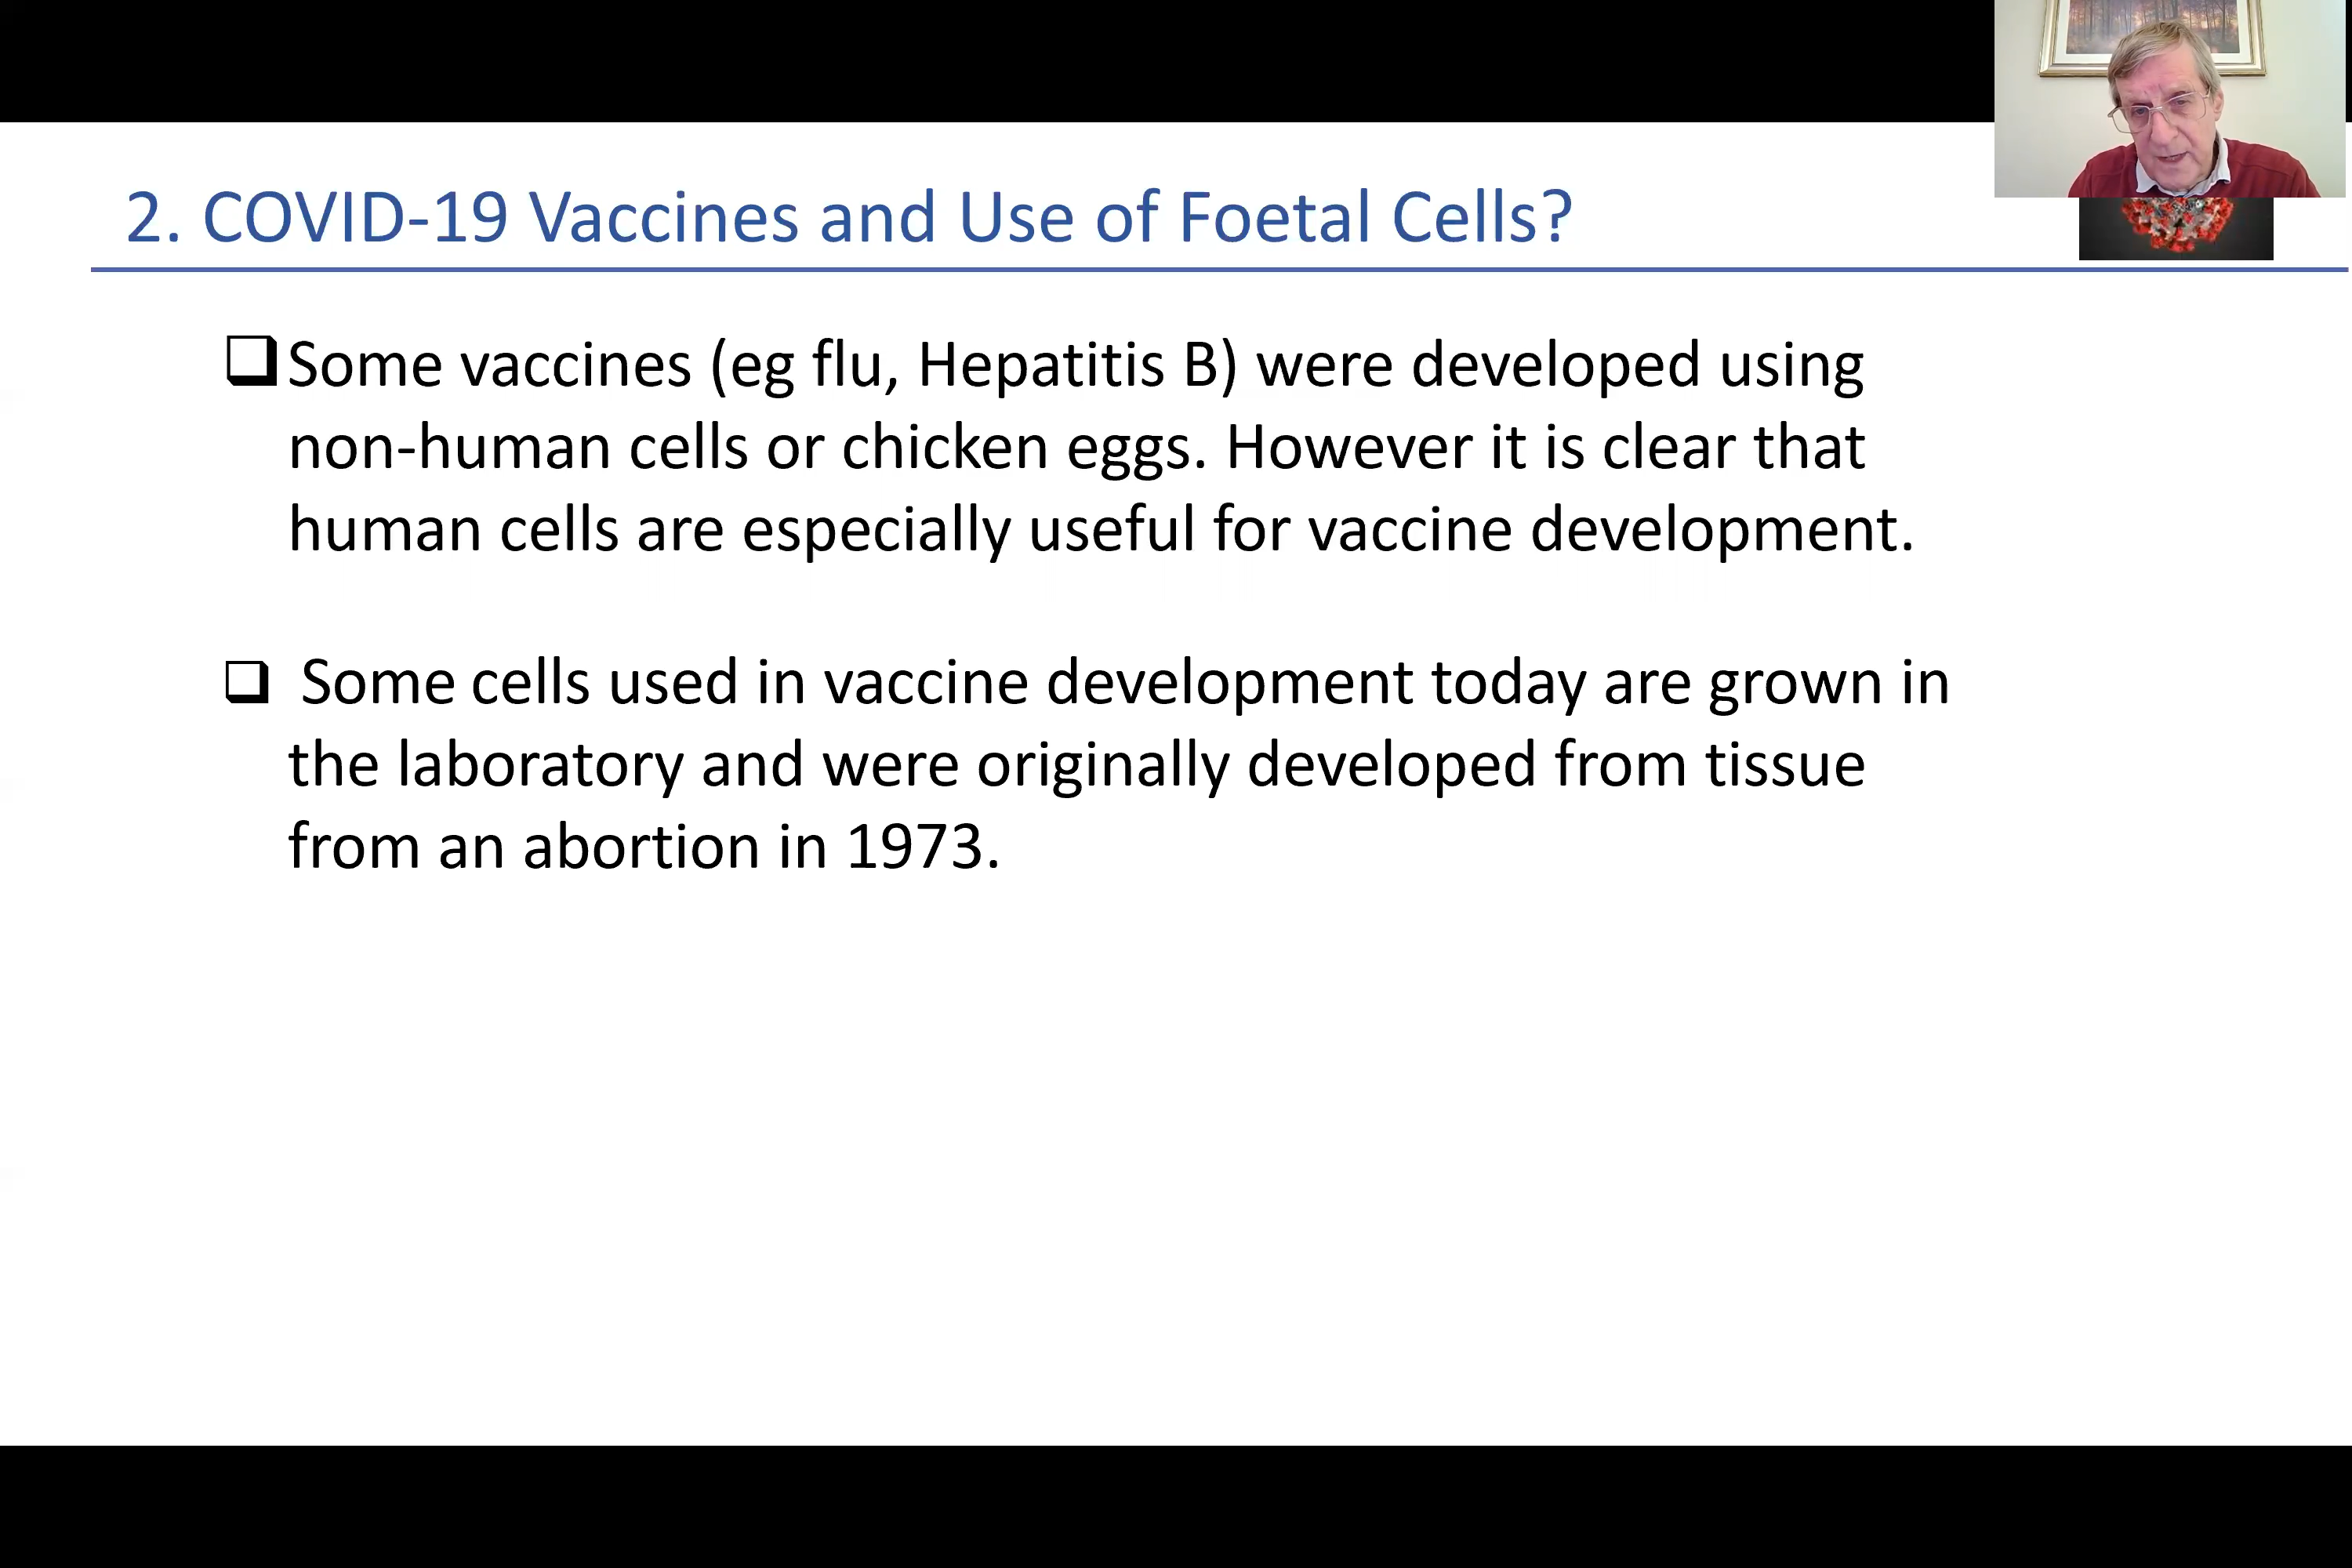 2. COVID-19 Vaccines and Use of Foetal Cells?
Some vaccines (eg flu, Hepatitis B) were developed using
non-human cells or chicken eggs. However it is clear that
human cells are especially useful for vaccine development.
Some cells used in vaccine development today are grown in
the laboratory and were originally developed from tissue
from an abortion in 1973.